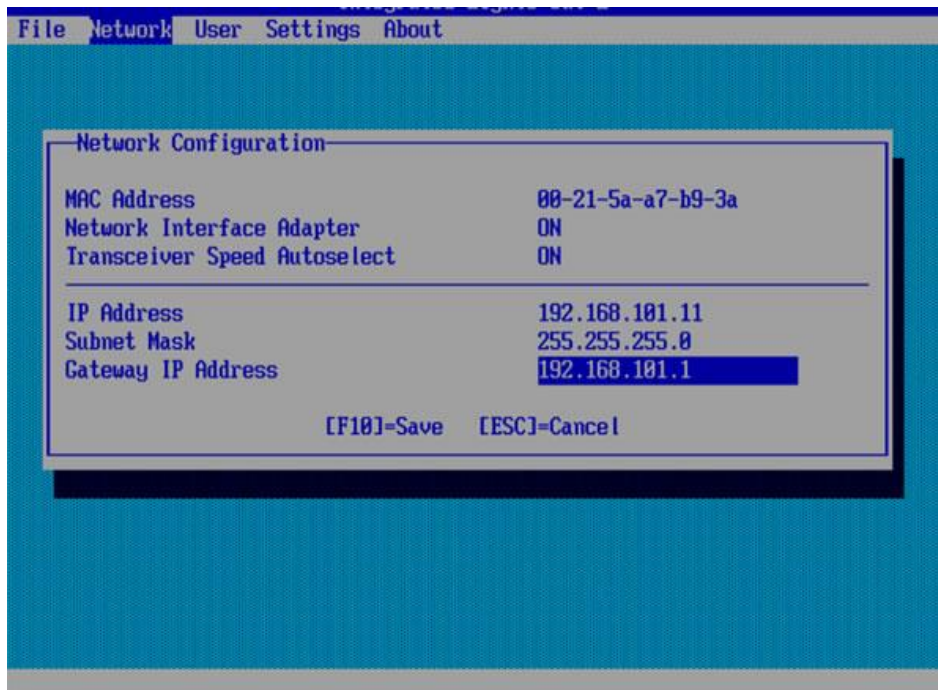 File Network User Settings About
Network Configuration
MAC Address 00-21-5a-a7-b9-3a
Network Interface Adapter ON
Transceiver Speed Autoselect ON
IP Address 192.168.101.11
Subnet Mask 255.255.255.0
Gateway IP Address 192.168.101.1
[F10]=Save [ESC]=Cancel